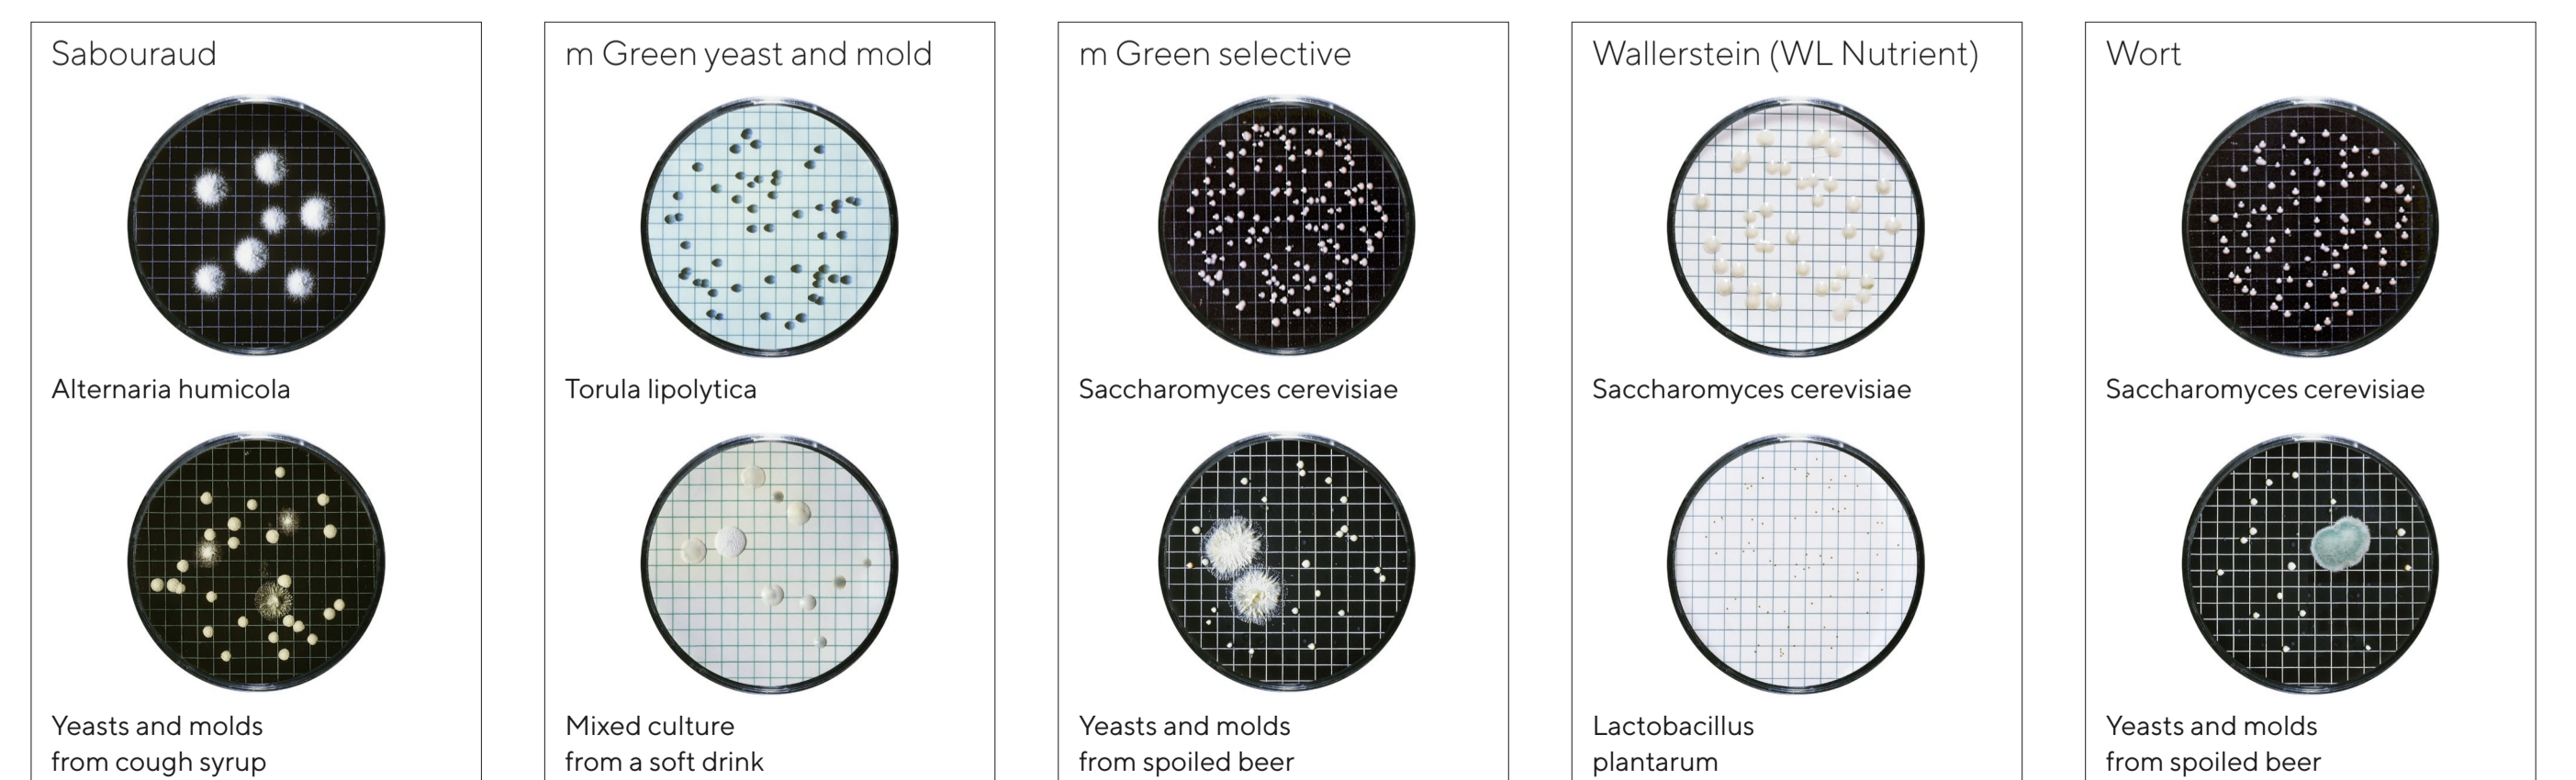 Sabouraud
Alternaria humicola
Yeasts and molds
from cough syrup
m Green yeast and mold
Torula lipolytica
Mixed culture
from a soft drink
m Green selective
Saccharomyces cerevisiae
Yeasts and molds
from spoiled beer
Wallerstein (WL Nutrient)
Saccharomyces cerevisiae
Lactobacillus
plantarum
Wort
Saccharomyces cerevisiae
Yeasts and molds
from spoiled beer